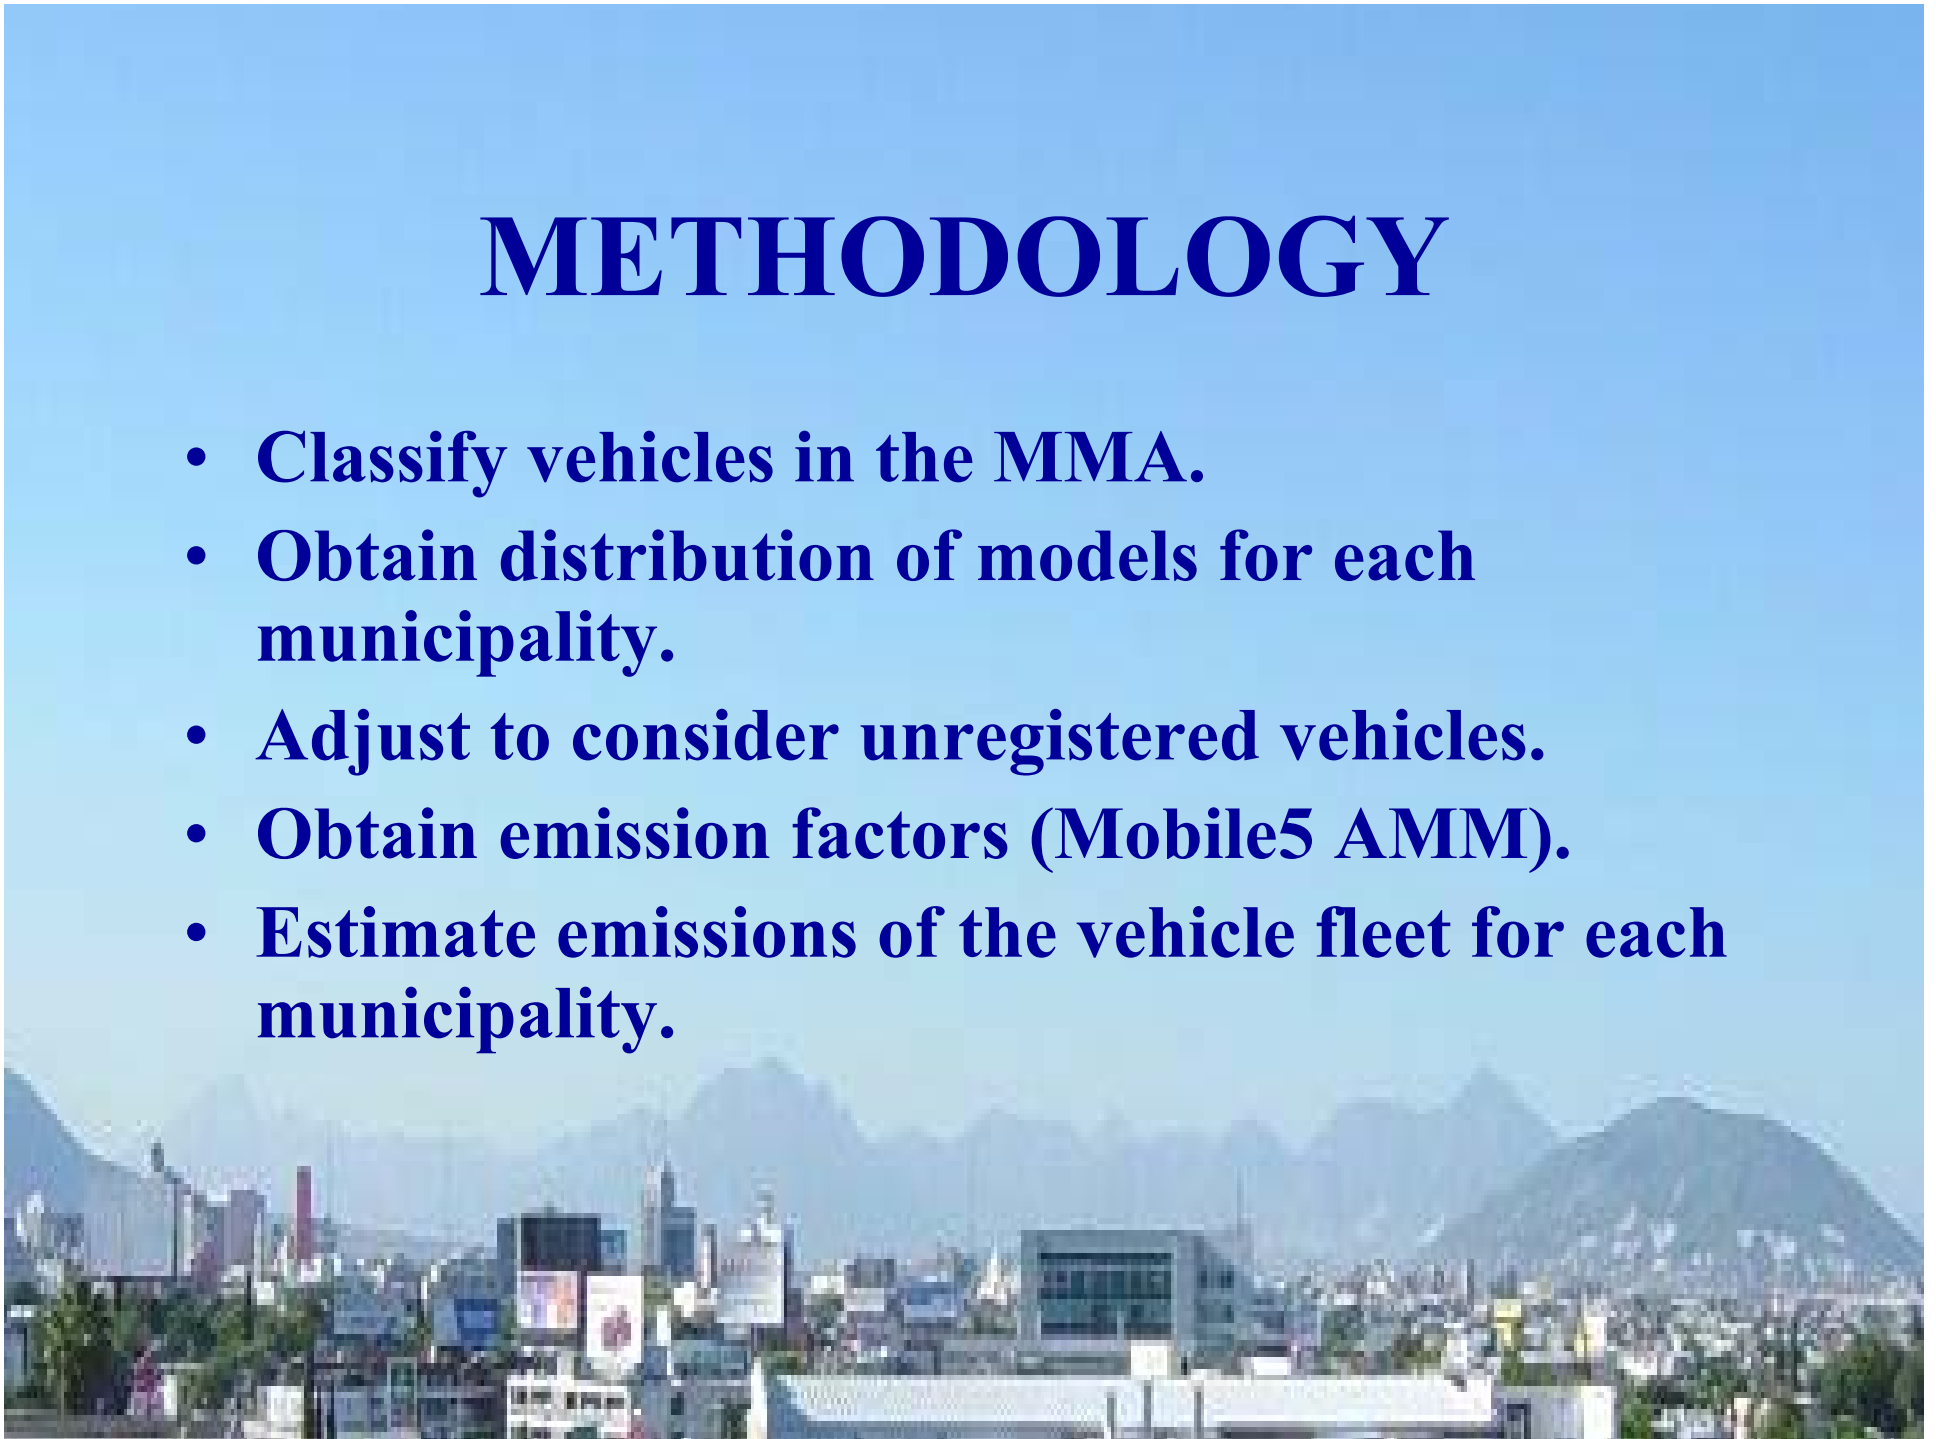 METHODOLOGY
• Classify vehicles in the MMA.
• Obtain distribution of models for each
municipality.
• Adjust to consider unregistered vehicles.
• Obtain emission factors (Mobile5 AMM).
• Estimate emissions of the vehicle fleet for each
municipality.